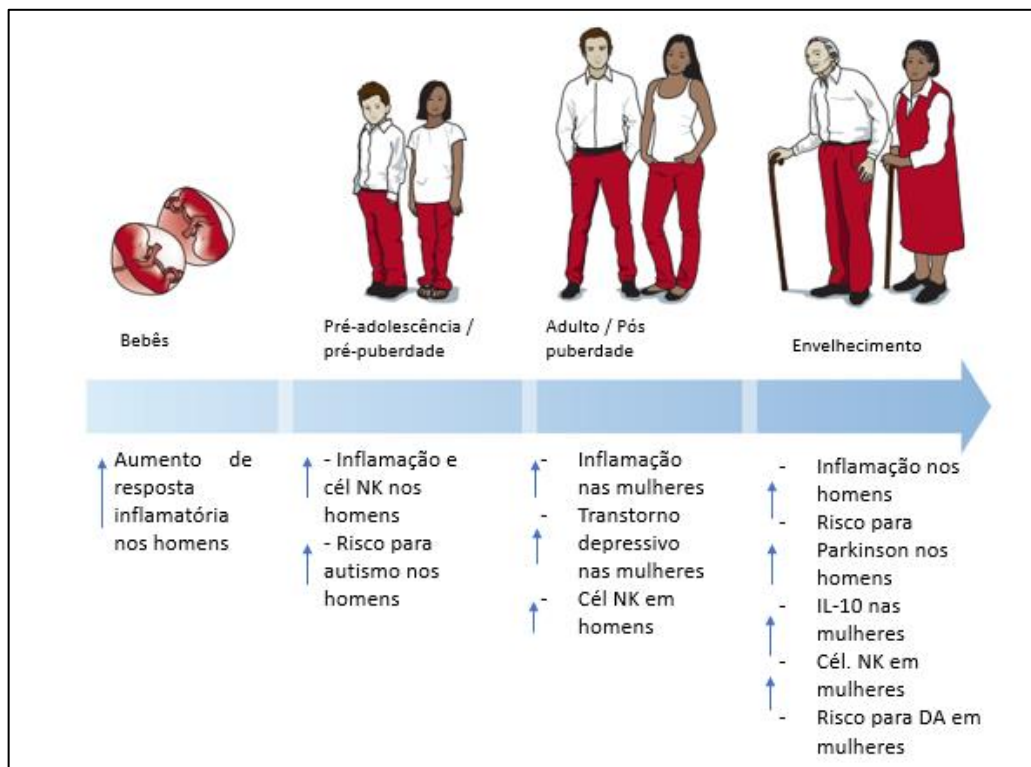 Bebês
Pré-adolescência /
pré-puberdade
Adulto / Pós
puberdade
Envelhecimento
Aumento de
resposta
inflamatória
nos homens
- Inflamação e
cél NK nos
homens
- Risco para
autismo nos
homens
- Inflamação
nas mulheres
- Transtorno
depressivo
nas mulheres
- Cél NK em
homens
- Inflamação nos
homens
- Risco para
- Parkinson nos
homens
- IL-10 nas
mulheres
- Cél. NK em
mulheres
- Risco para DA em
mulheres